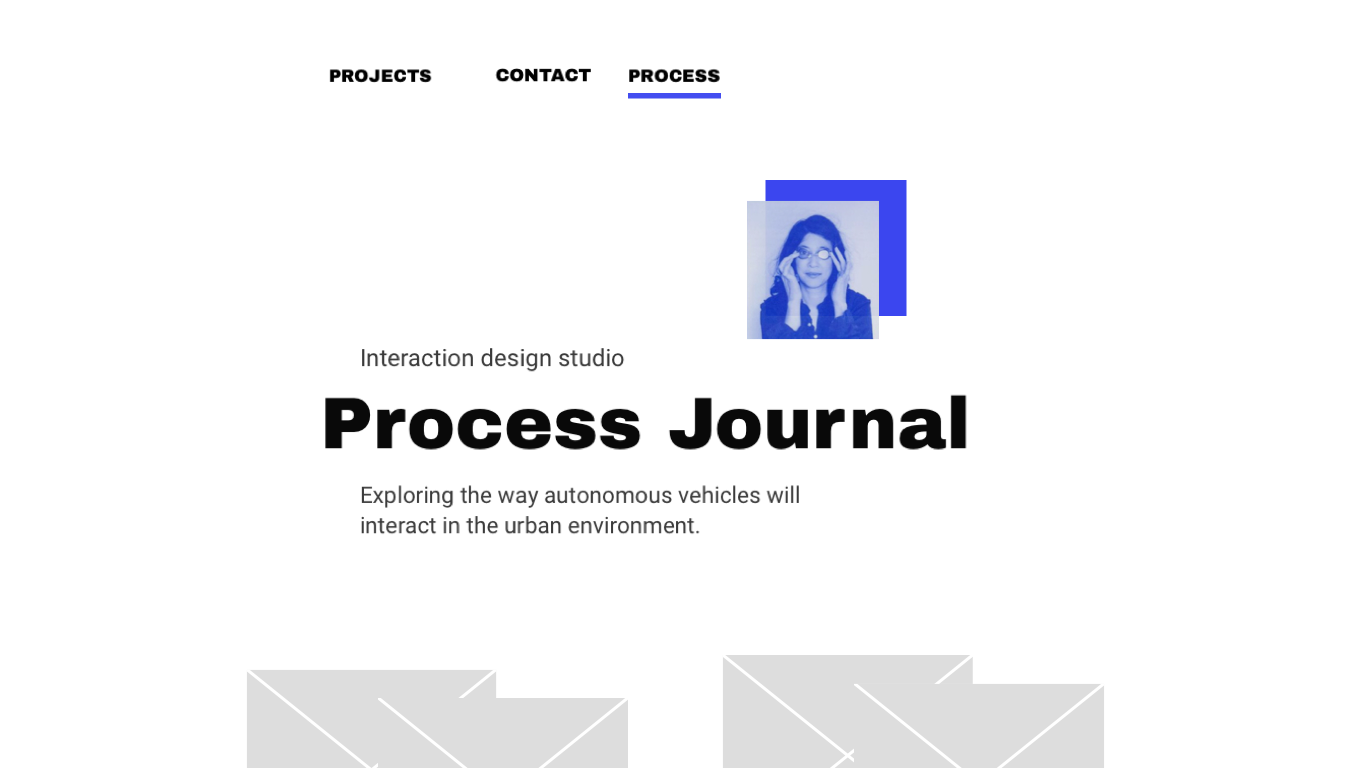 PROJECTS CONTACT PROCESS
Interaction design studio
Process Journal
Exploring the way autonomous vehicles will
interact in the urban environment.